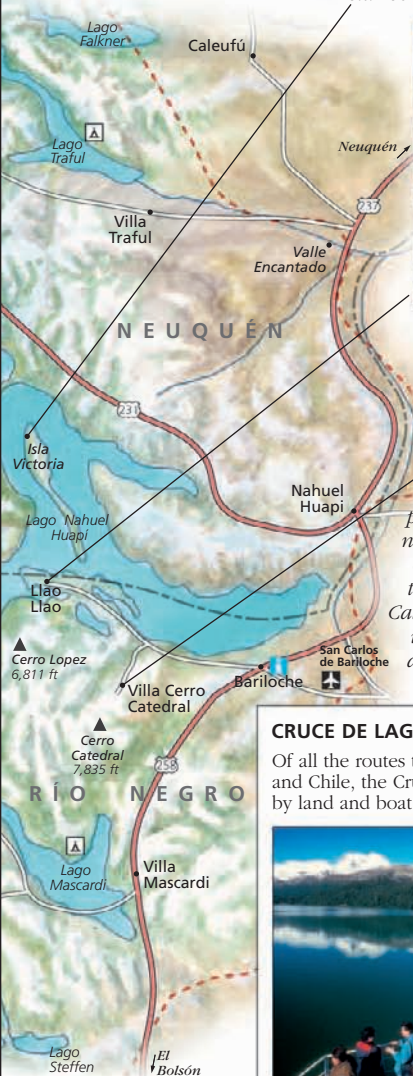 Lago
Falkner
Caleufú
Lago
Traful
Neuquén
237
Villa
Traful
Valle
Encantado
NEUQUÉN
231
Isla
Victoria
Nahuel
Huapi
Lago Nahuel
Huapi
Llao
Llao
Cerro Lopez
6,811 ft
San Carlos
de Bariloche
Bariloche
Villa Cerro
Catedral
Cerro
Catedral
7,835 ft
258
RÍO NEGRO
CRUCE DE LAG
Of all the routes
and Chile, the Cru
by land and boat
Lago
Mascardi
Villa
Mascardi
Lago
Steffen
El
Bolsón